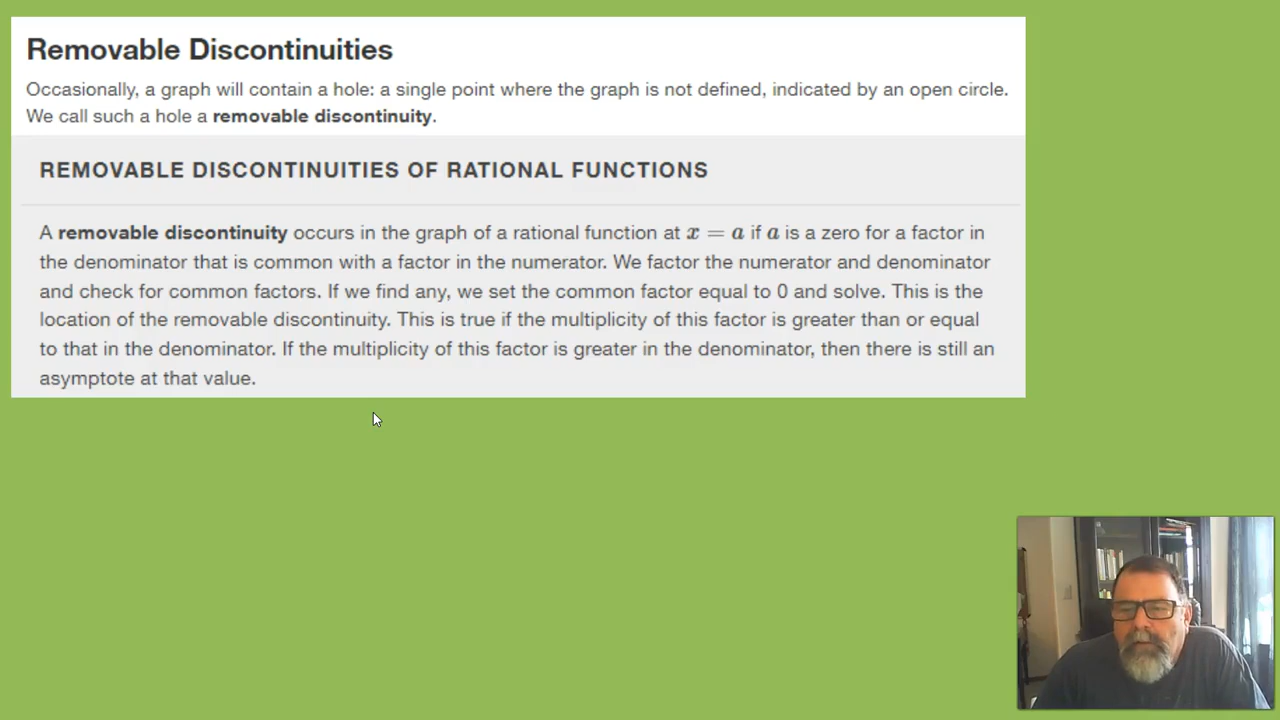 Removable Discontinuities
Occasionally, a graph will contain a hole: a single point where the graph is not defined, indicated by an open circle.
We call such a hole a removable discontinuity.
REMOVABLE DISCONTINUITIES OF RATIONAL FUNCTIONS
A removable discontinuity occurs in the graph of a rational function at x = a if a is a zero for a factor in
the denominator that is common with a factor in the numerator. We factor the numerator and denominator
and check for common factors. If we find any, we set the common factor equal to 0 and solve. This is the
location of the removable discontinuity. This is true if the multiplicity of this factor is greater than or equal
to that in the denominator. If the multiplicity of this factor is greater in the denominator, then there is still an
asymptote at that value.